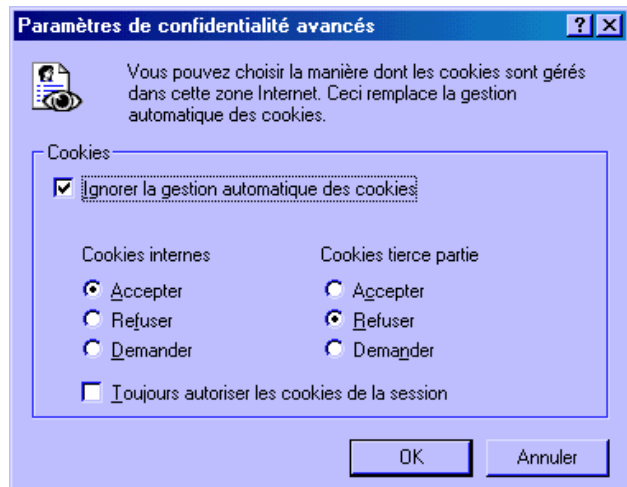 Paramètres de confidentialité avancés
Vous pouvez choisir la manière dont les cookies sont gérés
dans cette zone Internet. Ceci remplace la gestion
automatique des cookies.
Cookies
Ignorer la gestion automatique des cookies
Cookies internes
Cookies tierce partie
Accepter
Accepter
Refuser
Refuser
Demander
Demander
Toujours autoriser les cookies de la session
OK
Annuler